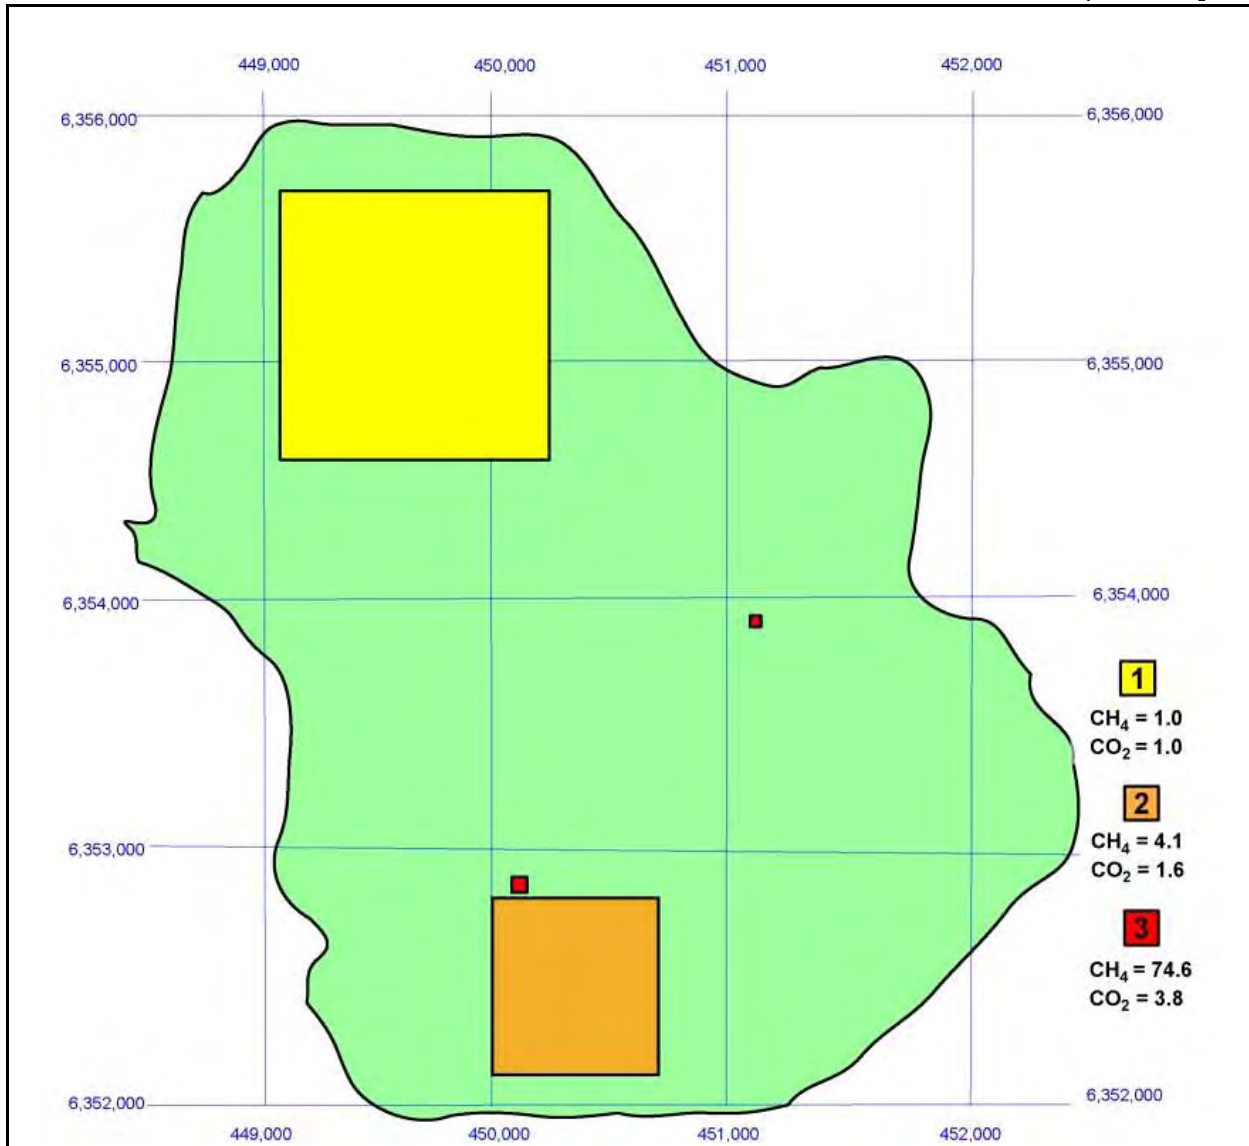 449,000 450,000 451,000 452,000
6,356,000 6,356,000
6,355,000 6,355,000
6,354,000 6,354,000
1
CH₄ = 1.0
CO₂ = 1.0
2
6,353,000
CH₄ = 4.1
CO₂ = 1.6
3
CH₄ = 74.6
CO₂ = 3.8
6,352,000 6,352,000
449,000 450,000 451,000 452,000